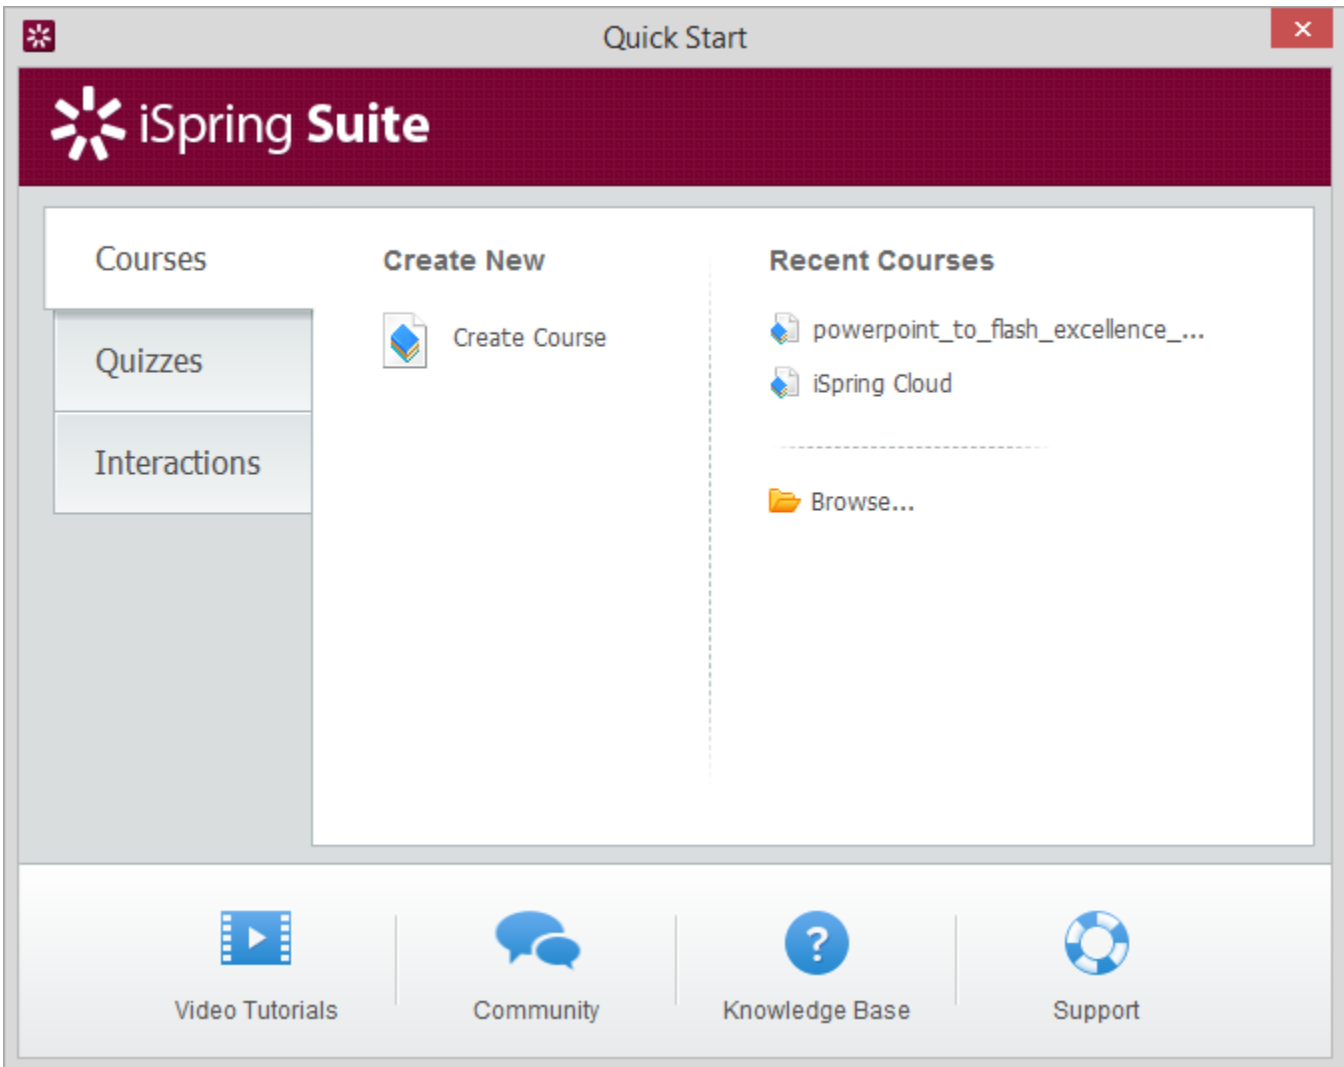 Quick Start
iSpring Suite
Courses
Quizzes
Interactions
Create New
Create Course
Recent Courses
powerpoint_to_flash_excellence_...
iSpring Cloud
Browse...
Video Tutorials
Community
Knowledge Base
Support